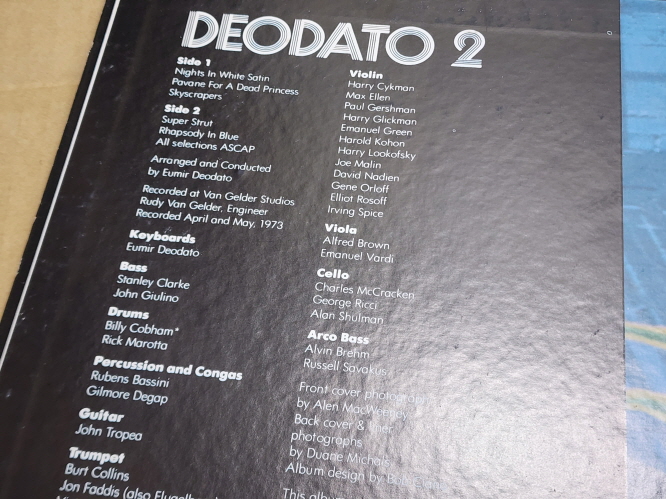 DEODATO 2
Side 1
Nights In White Satin
Pavane For A Dead Princess
Skyscrapers
Side 2
Super Strut
Rhapsody In Blue
All selections ASCAP
Arranged and Conducted
by Eumir Deodato
Recorded at Van Gelder Studios
Rudy Van Gelder, Engineer
Recorded April and May, 1973
Keyboards
Eumir Deodato
Bass
Stanley Clarke
John Giulino
Drums
Billy Cobham*
Rick Marotta
Percussion and Congas
Rubens Bassini
Gilmore Degap
Guitar
John Tropea
Trumpet
Burt Collins
Jon Faddis (also
Violin
Harry Cykman
Max Ellen
Paul Gershman
Harry Glickman
Emanuel Green
Harold Kohon
Harry Lookofsky
Joe Malin
David Nadien
Gene Orloff
Elliot Rosoff
Irving Spice
Viola
Alfred Brown
Emanuel Vardi
Cello
Charles McCracken
George Ricci
Alan Shulman
Arco Bass
Alvin Brehm
Russell Savakus
Front cover
by Alen
Back cover &
photographs
by Duane Michals
Album design by
This